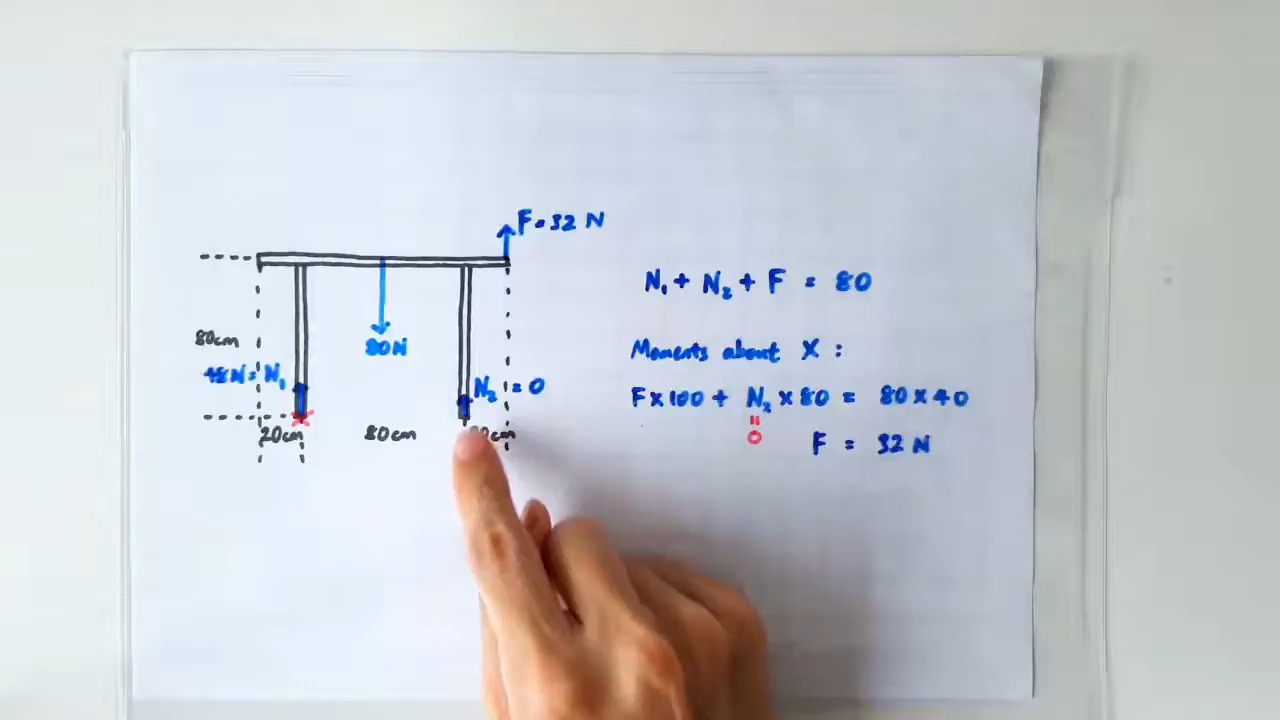 F = 32 N
80cm
80N
48N = N₁
N₂ = 0
20cm
80cm
N₁ + N₂ + F = 80
Moments about X :
F × 100 + N₂ × 80 = 80 × 40
0
F = 32 N